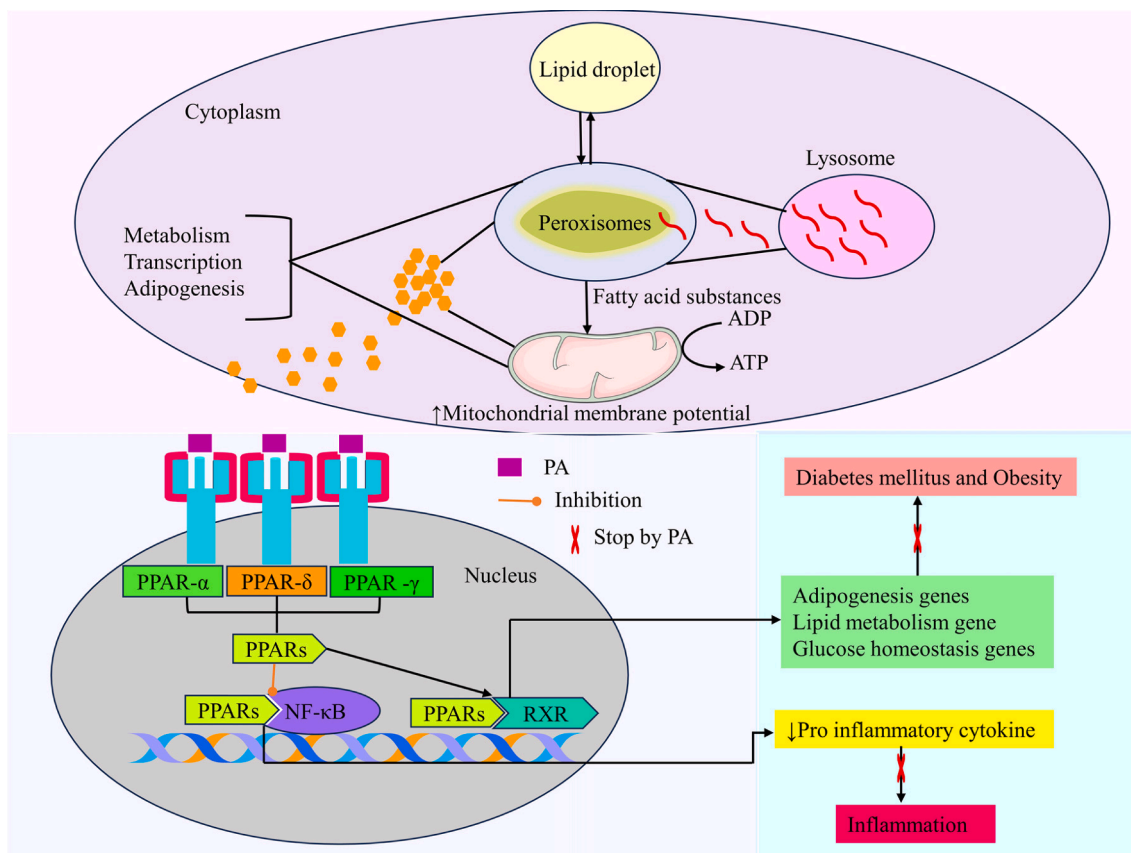 Lipid droplet
Cytoplasm
Lysosome
Peroxisomes
Metabolism
Transcription
Adipogenesis
Fatty acid substances
ADP
ATP
↑Mitochondrial membrane potential
PA
Inhibition
Stop by PA
Diabetes mellitus and Obesity
Nucleus
PPAR-α
PPAR-δ
PPAR -γ
Adipogenesis genes
Lipid metabolism gene
Glucose homeostasis genes
PPARs
PPARs
NF-κB
PPARs
RXR
↓Pro inflammatory cytokine
Inflammation